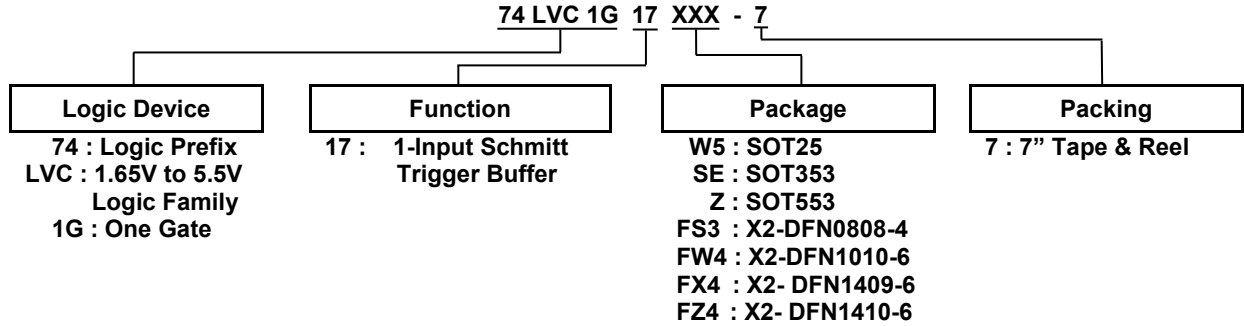 74 LVC 1G 17 XXX - 7
Logic Device
74 : Logic Prefix
LVC : 1.65V to 5.5V
Logic Family
1G : One Gate
Function
17 : 1-Input Schmitt
Trigger Buffer
Package
W5 : SOT25
SE : SOT353
Z : SOT553
FS3 : X2-DFN0808-4
FW4 : X2-DFN1010-6
FX4 : X2- DFN1409-6
FZ4 : X2- DFN1410-6
Packing
7 : 7” Tape & Reel